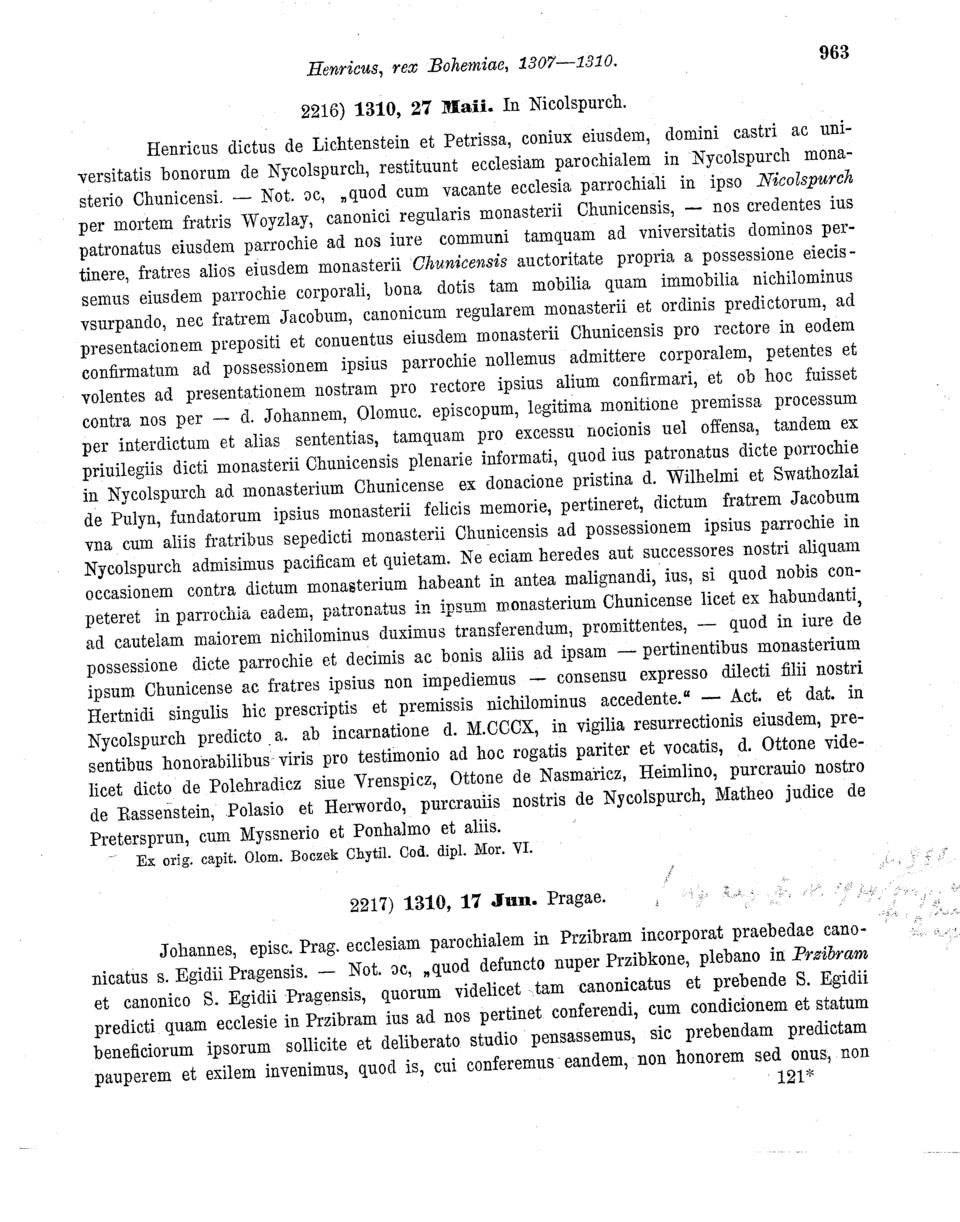 Henricus, rex Bohemiae, 1307—1310.
963
2216) 1310, 27 Maii. In Nicolspurch.
Henricus dictus de Lichtenstein et Petrissa, coniux eiusdem, domini castri ac uni-
versitatis bonorum de Nycolspurch, restituunt ecclesiam parochialem in Nycolspurch mona-
sterio Chunicensi. — Not. ɔc, „quod cum vacante ecclesia parrochiali in ipso Nicolspurch
per mortem fratris Woyzlay, canonici regularis monasterii Chunicensis, — nos credentes ius
patronatus eiusdem parrochie ad nos iure communi tamquam ad vniversitatis dominos per-
tinere, fratres alios eiusdem monasterii Chunicensis auctoritate propria a possessione eiecis-
semus eiusdem parrochie corporali, bona dotis tam mobilia quam immobilia nichilominus
vsurpando, nec fratrem Jacobum, canonicum regularem monasterii et ordinis predictorum, ad
presentacionem prepositi et conuentus eiusdem monasterii Chunicensis pro rectore in eodem
confirmatum ad possessionem ipsius parrochie nollemus admittere corporalem, petentes et
volentes ad presentationem nostram pro rectore ipsius alium confirmari, et ob hoc fuisset
contra nos per — d. Johannem, Olomuc. episcopum, legitima monitione premissa processum
per interdictum et alias sententias, tamquam pro excessu nocionis uel offensa, tandem ex
priuilegiis dicti monasterii Chunicensis plenarie informati, quod ius patronatus dicte porrochie
in Nycolspurch ad monasterium Chunicense ex donacione pristina d. Wilhelmi et Swathozlai
de Pulyn, fundatorum ipsius monasterii felicis memorie, pertineret, dictum fratrem Jacobum
vna cum aliis fratribus sepedicti monasterii Chunicensis ad possessionem ipsius parrochie in
Nycolspurch admisimus pacificam et quietam. Ne eciam heredes aut successores nostri aliquam
occasionem contra dictum monasterium habeant in antea malignandi, ius, si quod nobis con-
peteret in parrochia eadem, patronatus in ipsum monasterium Chunicense licet ex habundanti,
ad cautelam maiorem nichilominus duximus transferendum, promittentes, — quod in iure de
possessione dicte parrochie et decimis ac bonis aliis ad ipsam — pertinentibus monasterium
ipsum Chunicense ac fratres ipsius non impediemus — consensu expresso dilecti filii nostri
Hertnidi singulis hic prescriptis et premissis nichilominus accedente.“ — Act. et dat. in
Nycolspurch predicto a. ab incarnatione d. M.CCCX, in vigilia resurrectionis eiusdem, pre-
sentibus honorabilibus viris pro testimonio ad hoc rogatis pariter et vocatis, d. Ottone vide-
licet dicto de Polehradicz siue Vrenspicz, Ottone de Nasmaricz, Heimlino, purcrauio nostro
de Rassenstein, Polasio et Herwordo, purcrauiis nostris de Nycolspurch, Matheo judice de
Pretersprun, cum Myssnerio et Ponhalmo et aliis.
Ex orig. capit. Olom. Boczek Chytil. Cod. dipl. Mor. VI.
2217) 1310, 17 Jun. Pragae.
Johannes, episc. Prag. ecclesiam parochialem in Przibram incorporat praebedae cano-
nicatus s. Egidii Pragensis. — Not. ɔc, „quod defuncto nuper Przibkone, plebano in Przibram
et canonico S. Egidii Pragensis, quorum videlicet tam canonicatus et prebende S. Egidii
predicti quam ecclesie in Przibram ius ad nos pertinet conferendi, cum condicionem et statum
beneficiorum ipsorum sollicite et deliberato studio pensassemus, sic prebendam predictam
pauperem et exilem invenimus, quod is, cui conferemus eandem, non honorem sed onus, non
121*